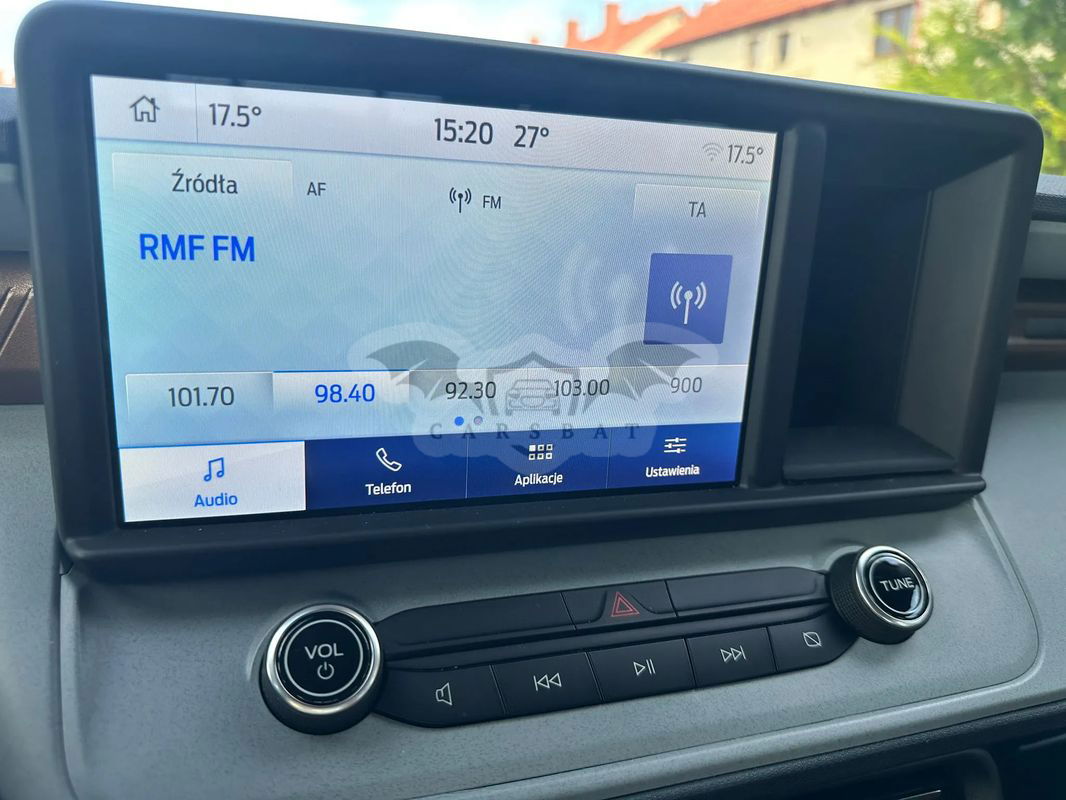 17.5° 15:20 27° 17.5°
Źródła AF FM TA
RMF FM
101.70 98.40 92.30 103.00 900
CARSBAT
Audio Telefon Aplikacje Ustawienia
VOL TUNE